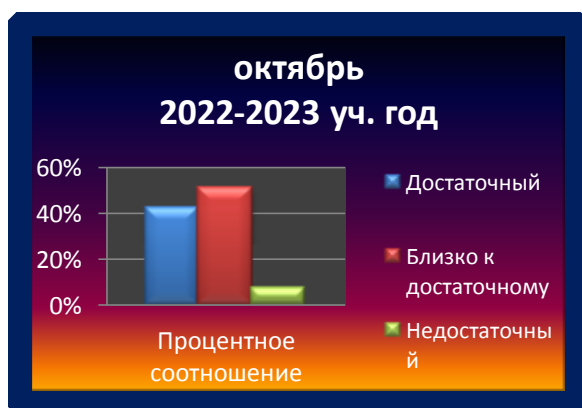 октябрь
2022-2023 уч. год
60%
40%
20%
0%
Процентное
соотношение
Достаточный
Близко к
достаточному
Недостаточны
й